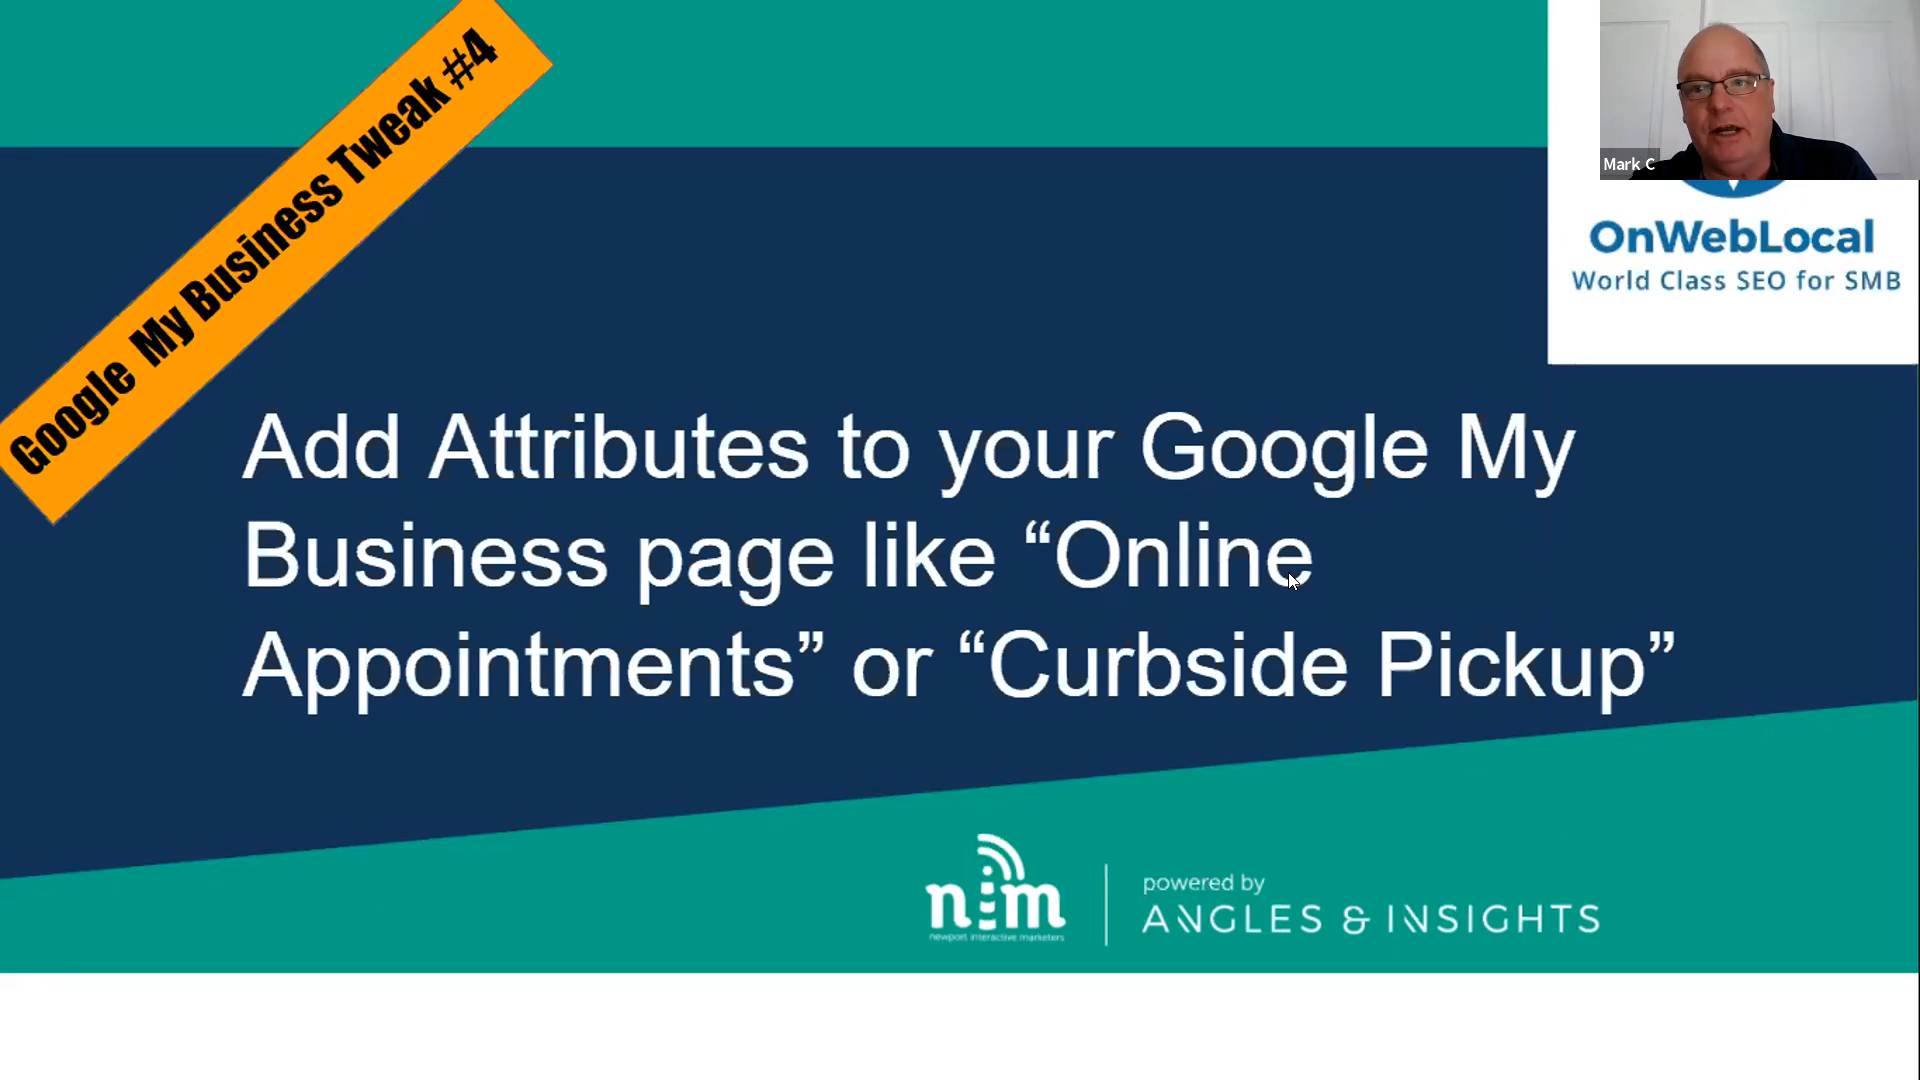 Google My Business Tweak #4
Mark C
OnWebLocal
World Class SEO for SMB
Add Attributes to your Google My
Business page like “Online
Appointments” or “Curbside Pickup”
nim
newport interactive marketers
powered by
ANGLES & INSIGHTS